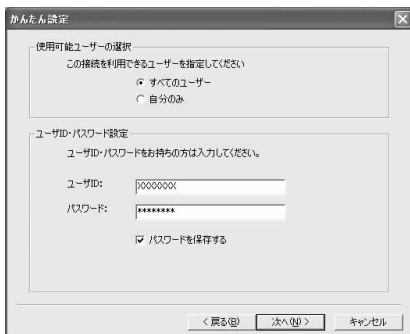 かんたん設定
使用可能ユーザーの選択
この接続を利用できるユーザーを指定してください
すべてのユーザー
自分のみ
ユーザID・パスワード設定
ユーザID・パスワードをお持ちの方は入力してください。
ユーザID: XXXXXXX
パスワード: ********
パスワードを保存する
< 戻る(B) 次へ(N) > キャンセル